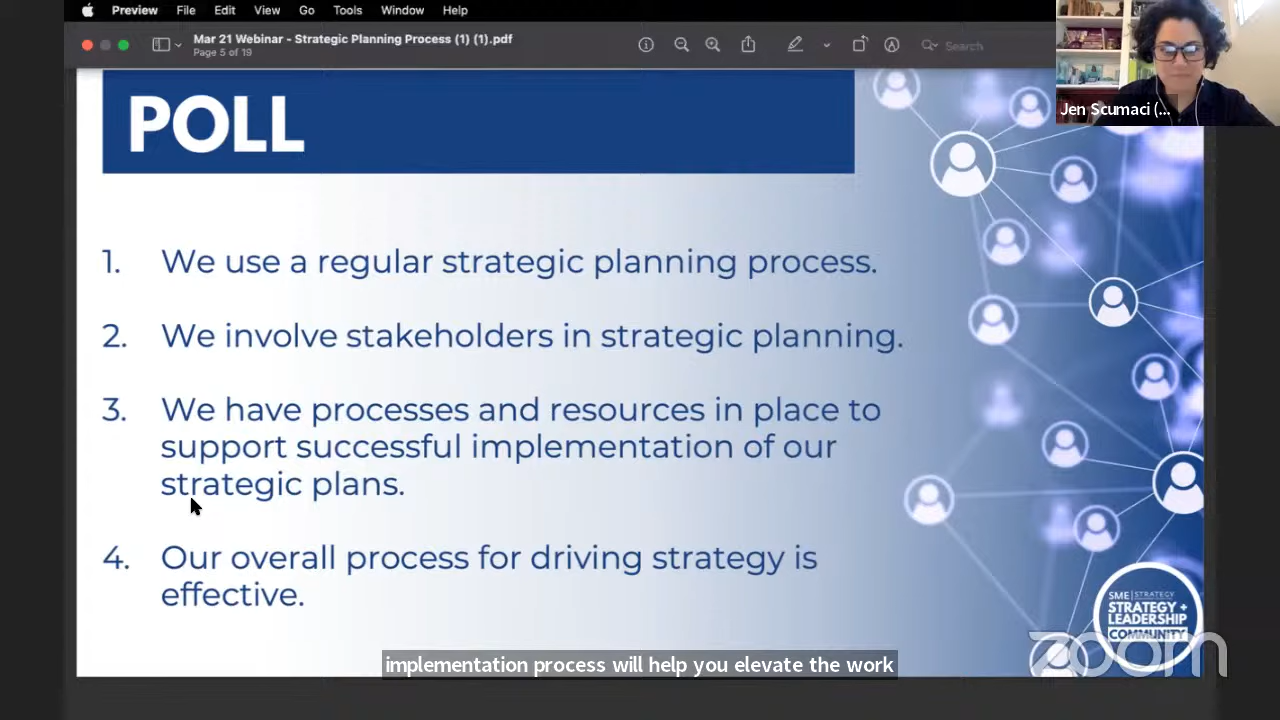 Preview File Edit View Go Tools Window Help
Mar 21 Webinar - Strategic Planning Process (1) (1).pdf
Page 5 of 19
Search
Jen Scumaci (...
POLL
1. We use a regular strategic planning process.
2. We involve stakeholders in strategic planning.
3. We have processes and resources in place to
support successful implementation of our
strategic plans.
4. Our overall process for driving strategy is
effective.
SME | STRATEGY
STRATEGY +
LEADERSHIP
COMMUNITY
zoom
implementation process will help you elevate the work